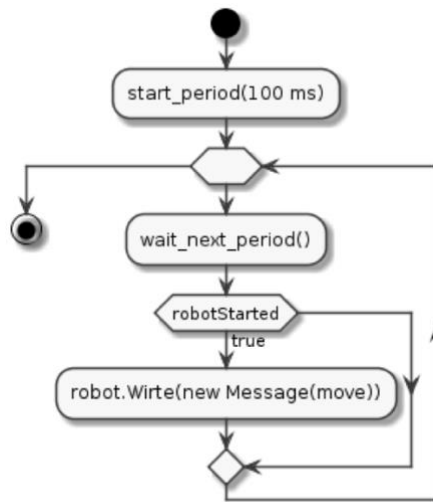 start_period(100 ms)
wait_next_period()
robotStarted
true
robot.Wirte(new Message(move))